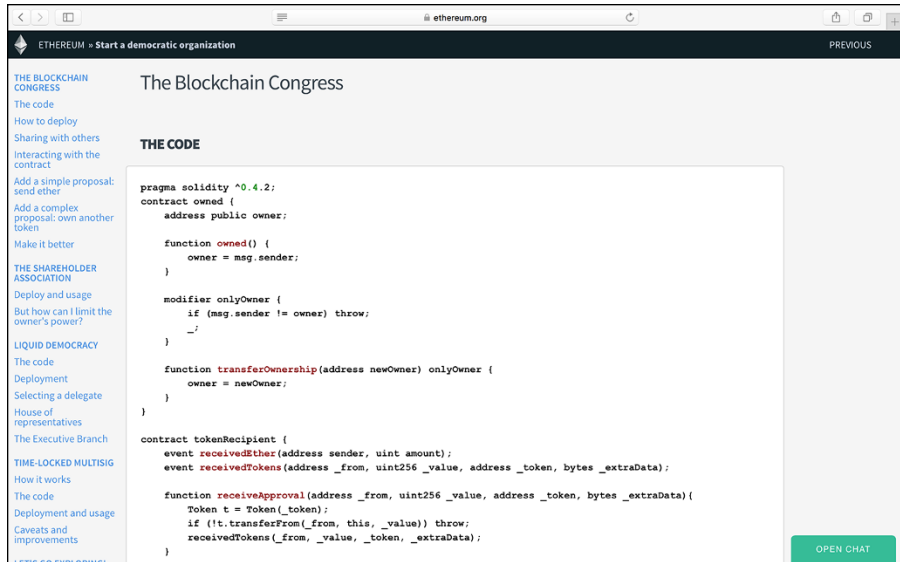 ethereum.org
ETHEREUM » Start a democratic organization
PREVIOUS
THE BLOCKCHAIN
CONGRESS
The code
How to deploy
Sharing with others
Interacting with the
contract
Add a simple proposal:
send ether
Add a complex
proposal: own another
token
Make it better
THE SHAREHOLDER
ASSOCIATION
Deploy and usage
But how can I limit the
owner's power?
LIQUID DEMOCRACY
The code
Deployment
Selecting a delegate
House of
representatives
The Executive Branch
TIME-LOCKED MULTISIG
How it works
The code
Deployment and usage
Caveats and
improvements
LET'S GO EXPLORING!
The Blockchain Congress
THE CODE
pragma solidity ^0.4.2;
contract owned {
    address public owner;
    function owned() {
        owner = msg.sender;
    }
    modifier onlyOwner {
        if (msg.sender != owner) throw;
        _;
    }
    function transferOwnership(address newOwner) onlyOwner {
        owner = newOwner;
    }
}
contract tokenRecipient {
    event receivedEther(address sender, uint amount);
    event receivedTokens(address _from, uint256 _value, address _token, bytes _extraData);
    function receiveApproval(address _from, uint256 _value, address _token, bytes _extraData){
        Token t = Token(_token);
        if (!t.transferFrom(_from, this, _value)) throw;
        receivedTokens(_from, _value, _token, _extraData);
    }
OPEN CHAT